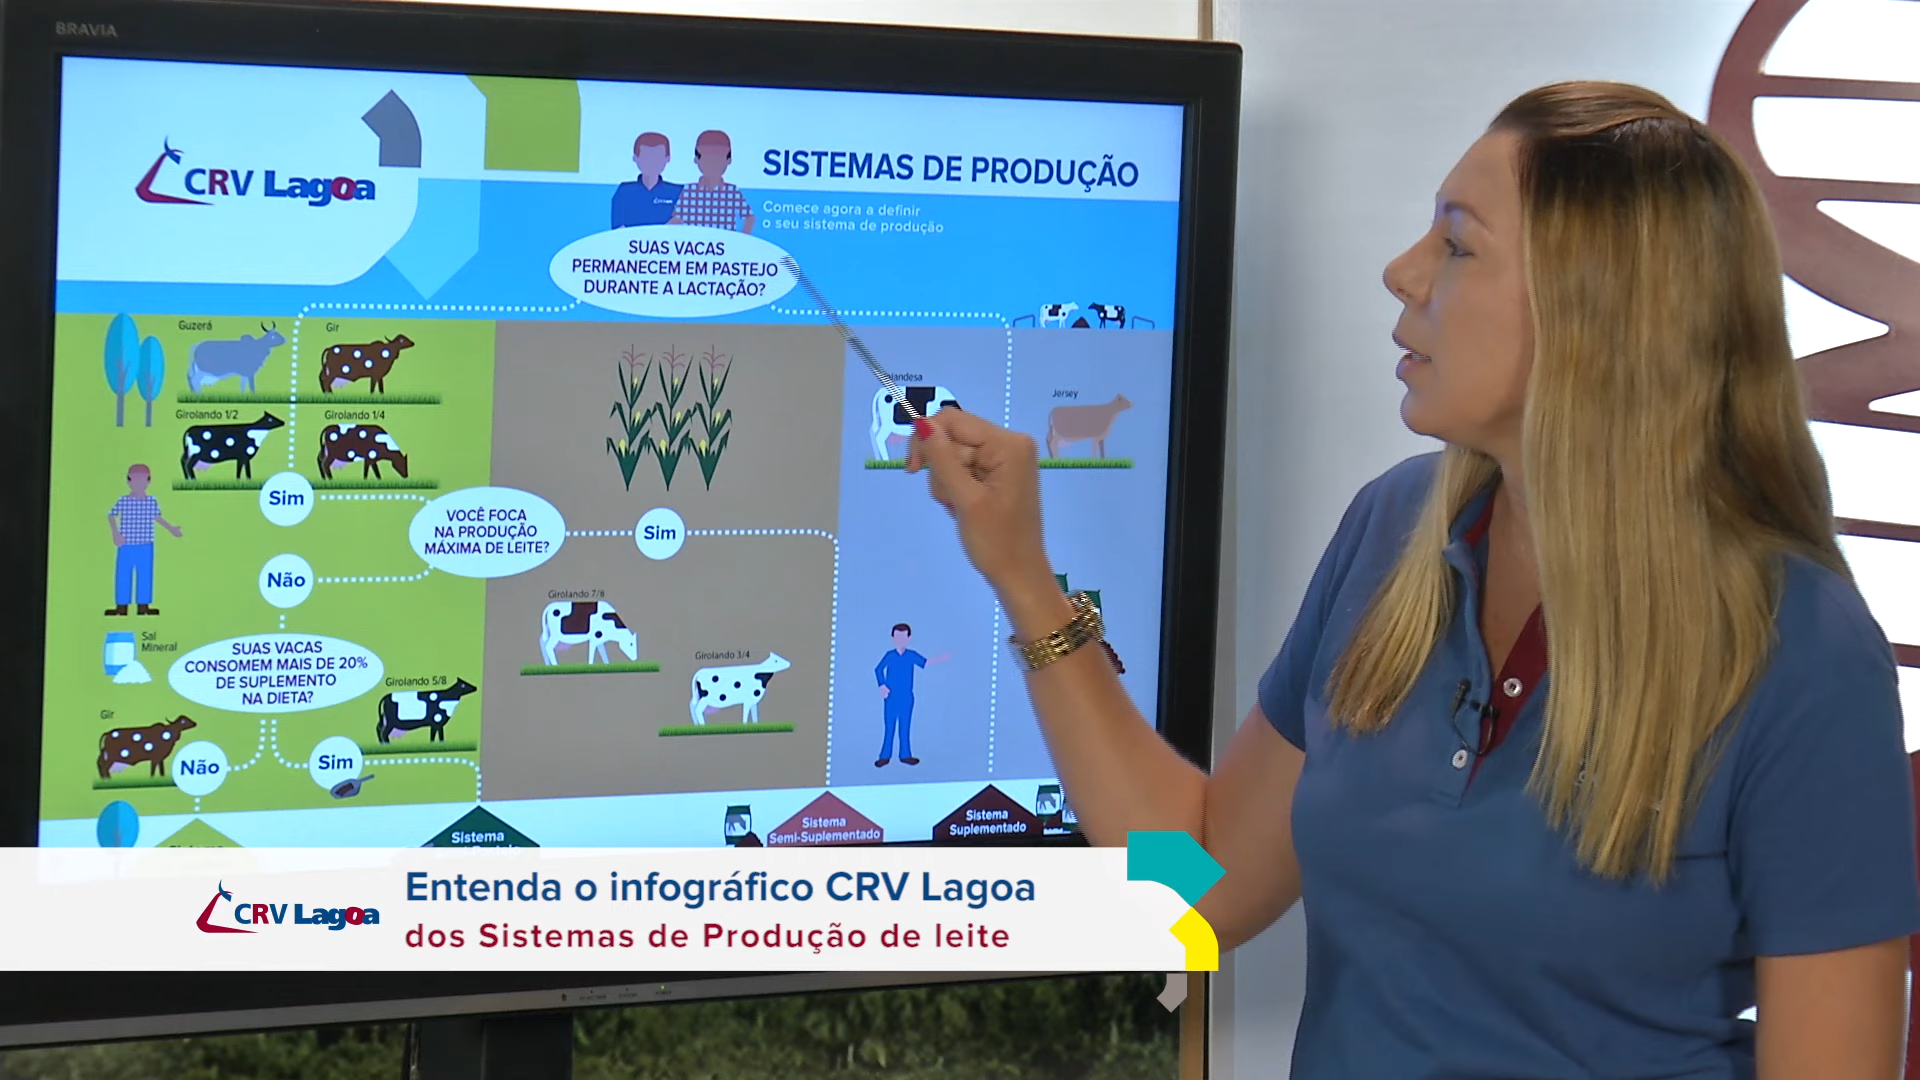 BRAVIA
CRV Lagoa
SISTEMAS DE PRODUÇÃO
Comece agora a definir
o seu sistema de produção
SUAS VACAS
PERMANECEM EM PASTEJO
DURANTE A LACTAÇÃO?
Guzerá
Gir
Girolando 1/2
Girolando 1/4
Jersey
Sim
VOCÊ FOCA
NA PRODUÇÃO
MÁXIMA DE LEITE?
Sim
Não
Girolando 7/8
Sal
Mineral
SUAS VACAS
CONSOMEM MAIS DE 20%
DE SUPLEMENTO
NA DIETA?
Girolando 3/4
Girolando 5/8
Gir
Não
Sim
Sistema
Sistema
Semi-Suplementado
Sistema
Suplementado
CRV Lagoa
Entenda o infográfico CRV Lagoa
dos Sistemas de Produção de leite